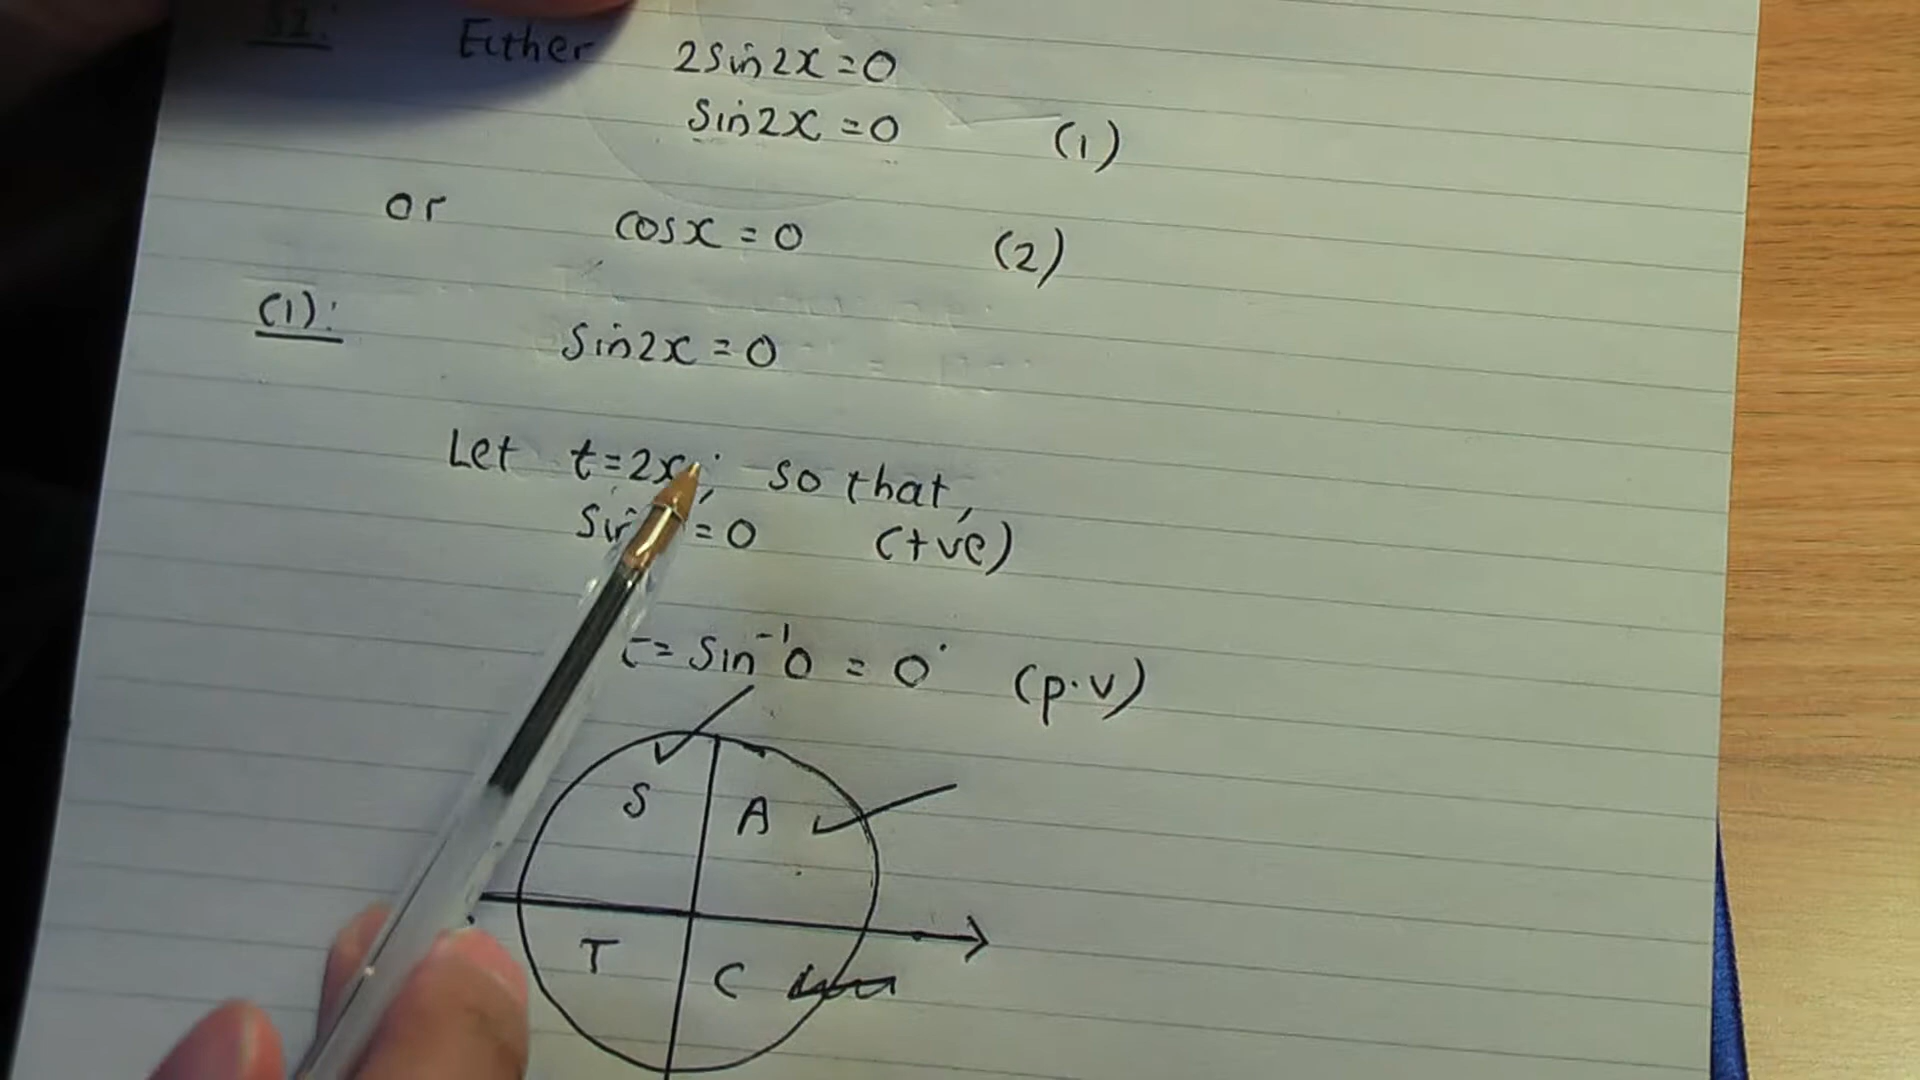 Either 2sin2x=0
sin2x=0 (1)
or cosx=0 (2)
(1):
sin2x=0
Let t=2x; so that,
=0 (+ve)
t= sin⁻¹0 = 0° (p.v)
S A
T C